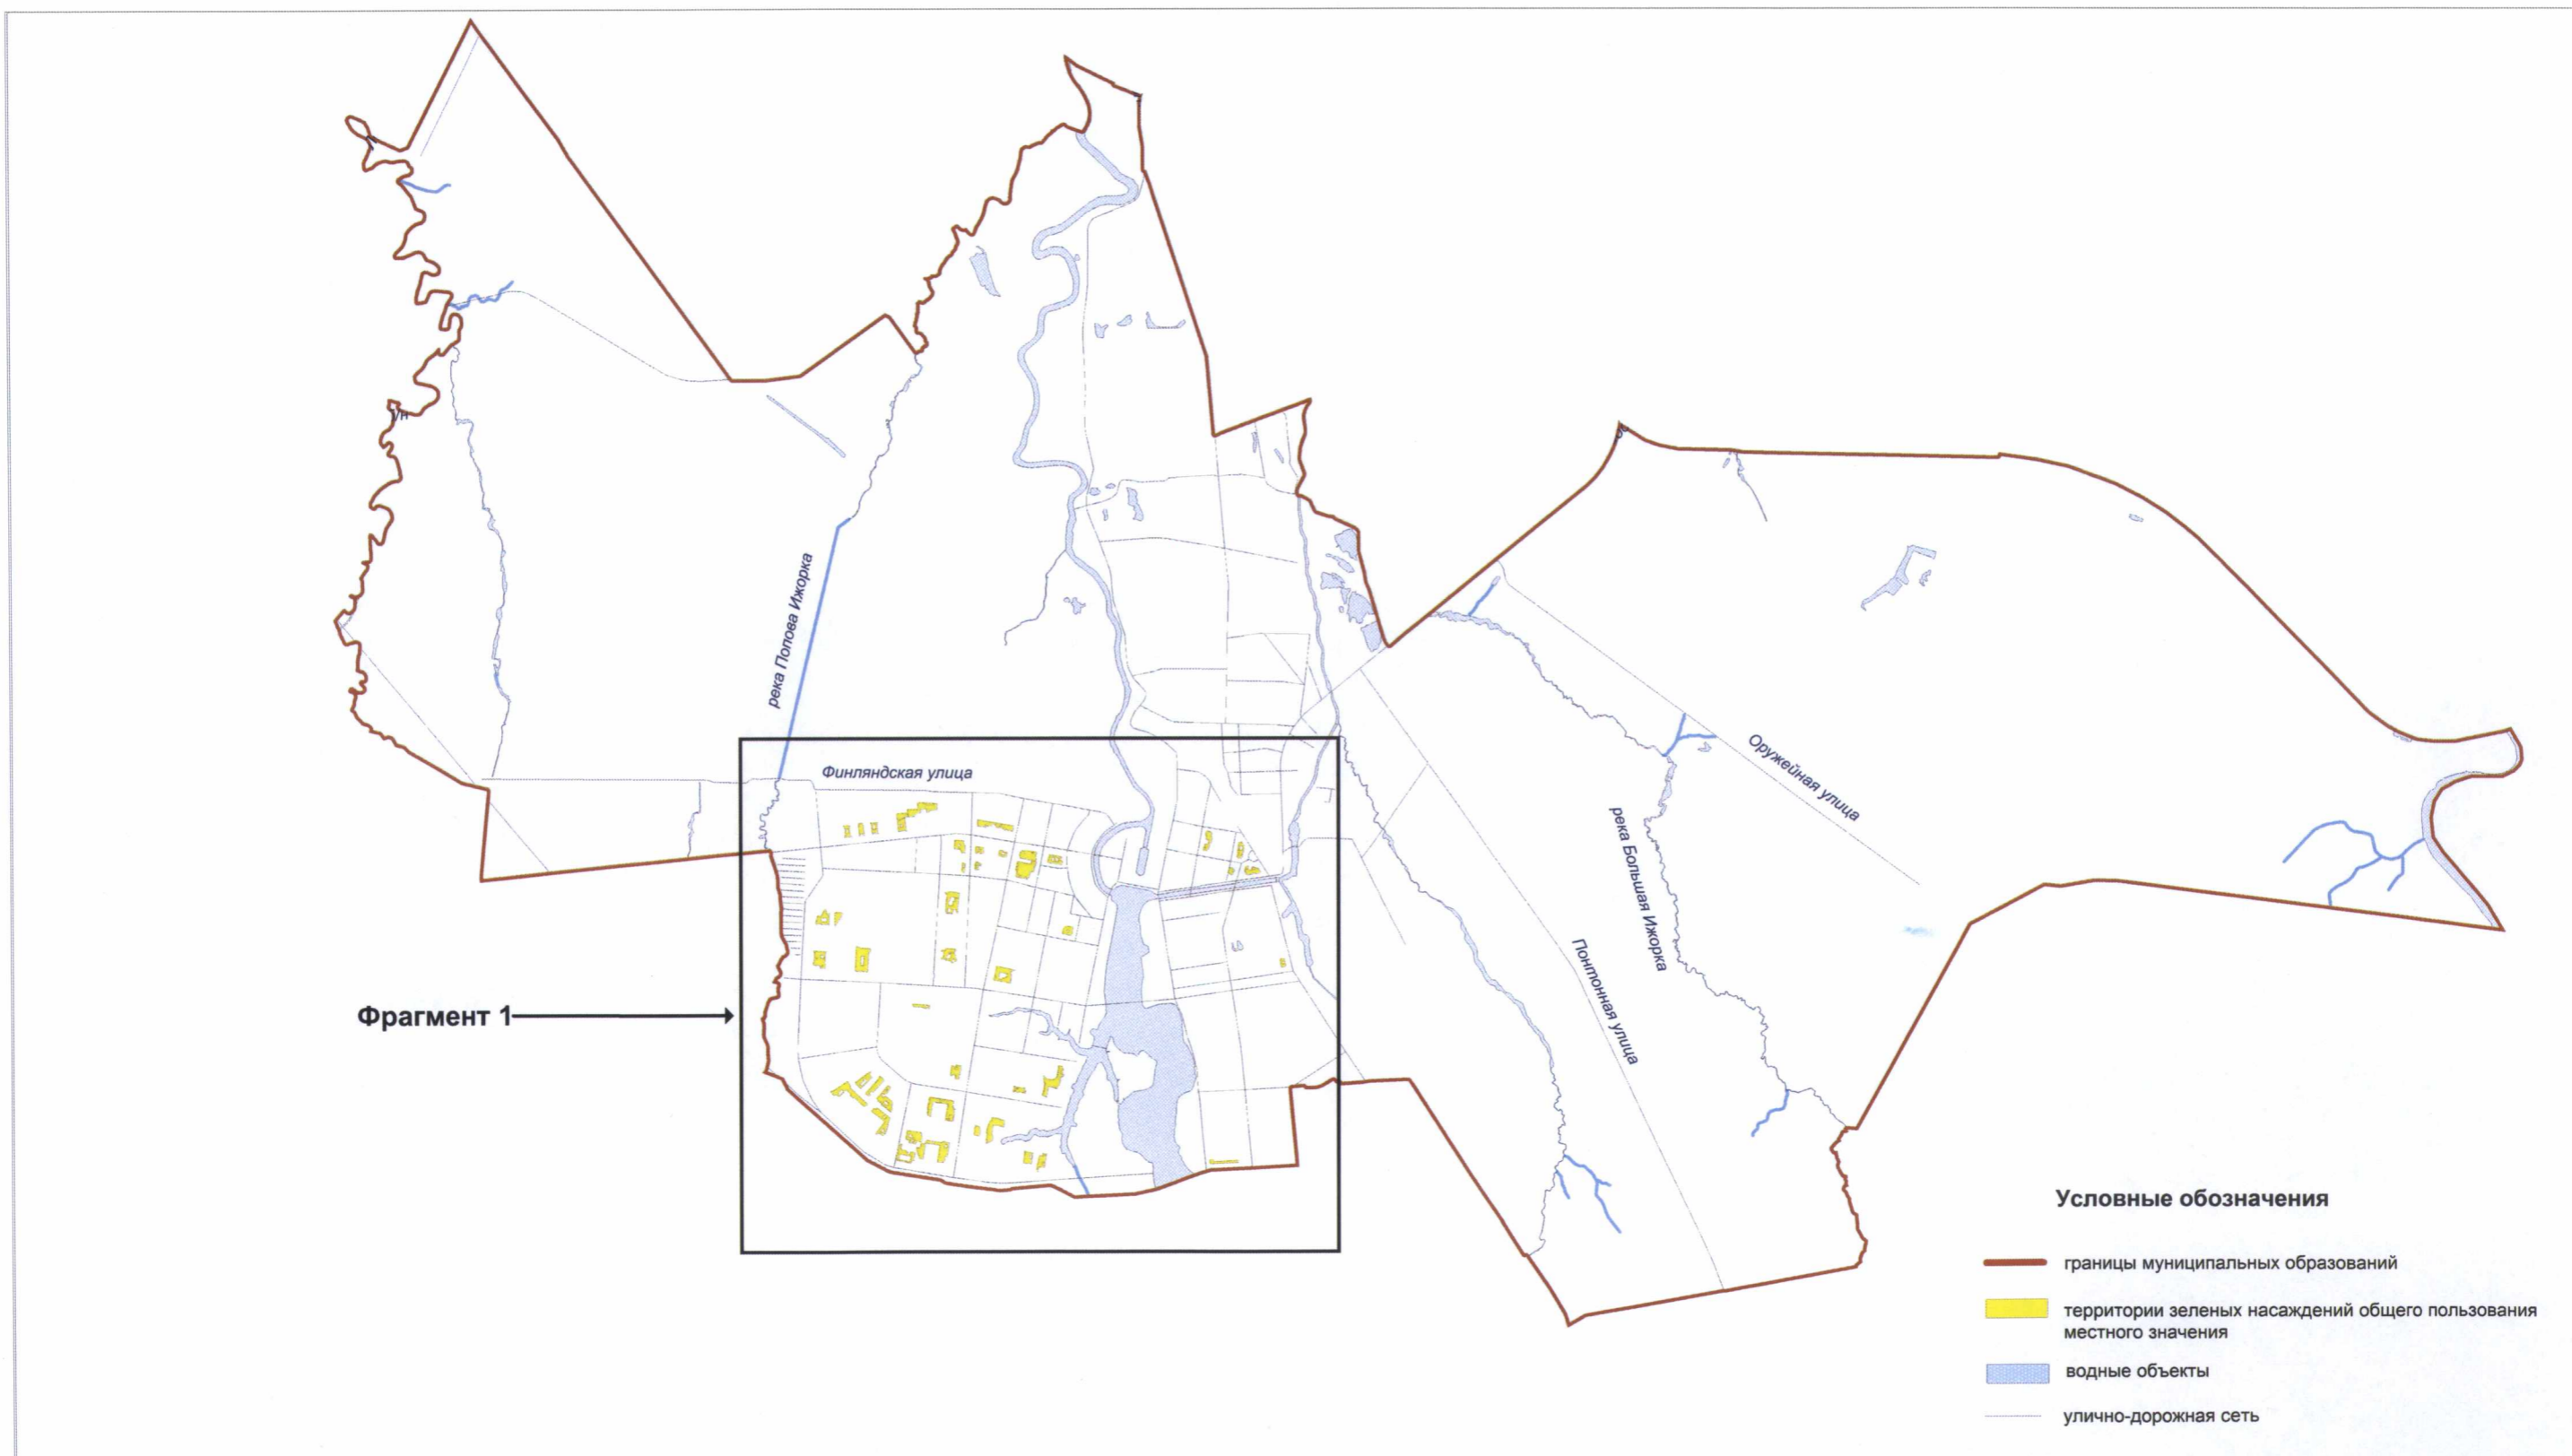 река Попова Ижорка
Финляндская улица
Оружейная улица
река Большая Ижорка
Понтонная улица
Фрагмент 1
Условные обозначения
границы муниципальных образований
территории зеленых насаждений общего пользования
местного значения
водные объекты
улично-дорожная сеть